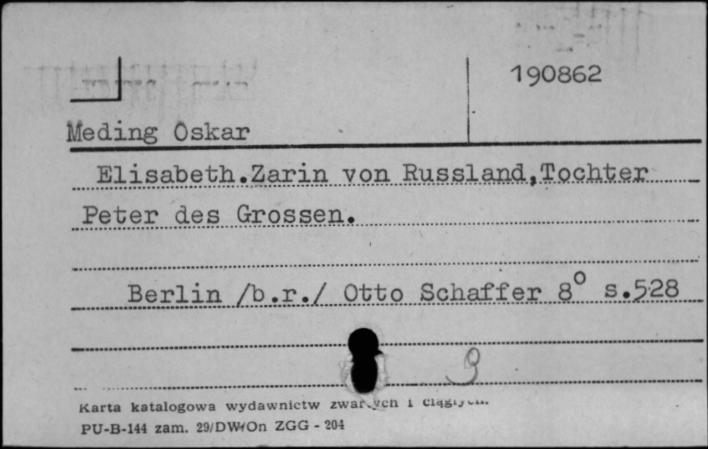 190862
Meding Oskar
Elisabeth.Zarin von Russland,Tochter
Peter des Grossen.
Berlin /b.r./ Otto Schaffer 8° s.528
9
Karta katalogowa wydawnictw zwartych i ciągłych.
PU-B-144 zam. 29/DW/On ZGG - 204